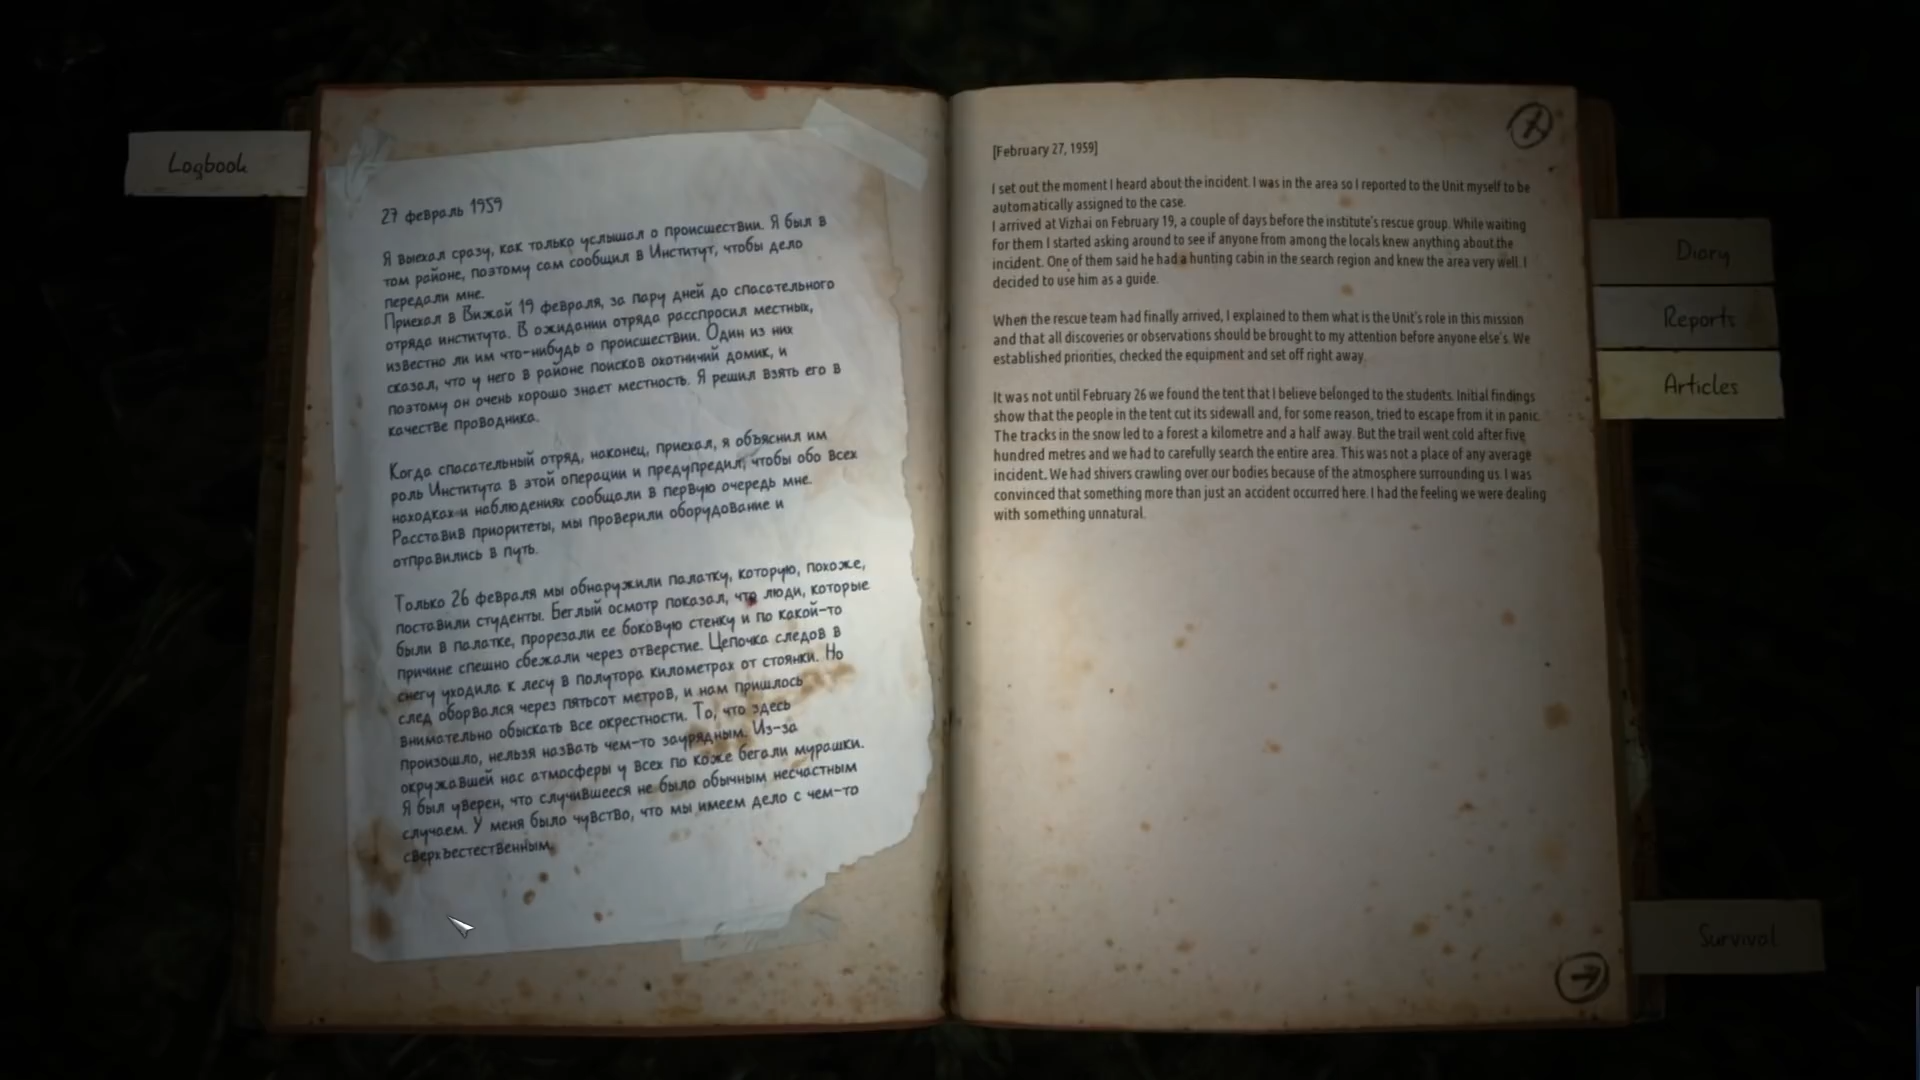 Logbook
27 февраль 1959
Я выехал сразу, как только услышал о происшествии. Я был в
том районе, поэтому сам сообщил в Институт, чтобы дело
передали мне.
Приехал в Вижай 19 февраля, за пару дней до спасательного
отряда института. В ожидании отряда расспросил местных,
известно ли им что-нибудь о происшествии. Один из них
сказал, что у него в районе поисков охотничий домик, и
поэтому он очень хорошо знает местность. Я решил взять его в
качестве проводника.
Когда спасательный отряд, наконец, приехал, я объяснил им
роль Института в этой операции и предупредил, чтобы обо всех
находках и наблюдениях сообщали в первую очередь мне.
Расставив приоритеты, мы проверили оборудование и
отправились в путь.
Только 26 февраля мы обнаружили палатку, которую, похоже,
поставили студенты. Беглый осмотр показал, что люди, которые
были в палатке, прорезали ее боковую стенку и по какой-то
причине спешно сбежали через отверстие. Цепочка следов в
снегу уходила к лесу в полутора километрах от стоянки. Но
след оборвался через пятьсот метров, и нам пришлось
внимательно обыскать все окрестности. То, что здесь
произошло, нельзя назвать чем-то заурядным. Из-за
окружавшей нас атмосферы у всех по коже бегали мурашки.
Я был уверен, что случившееся не было обычным несчастным
случаем. У меня было чувство, что мы имеем дело с чем-то
сверхъестественным.
[February 27, 1959]
I set out the moment I heard about the incident. I was in the area so I reported to the Unit myself to be
automatically assigned to the case.
I arrived at Vizhai on February 19, a couple of days before the institute's rescue group. While waiting
for them I started asking around to see if anyone from among the locals knew anything about the
incident. One of them said he had a hunting cabin in the search region and knew the area very well. I
decided to use him as a guide.
When the rescue team had finally arrived, I explained to them what is the Unit's role in this mission
and that all discoveries or observations should be brought to my attention before anyone else's. We
established priorities, checked the equipment and set off right away.
It was not until February 26 we found the tent that I believe belonged to the students. Initial findings
show that the people in the tent cut its sidewall and, for some reason, tried to escape from it in panic.
The tracks in the snow led to a forest a kilometre and a half away. But the trail went cold after five
hundred metres and we had to carefully search the entire area. This was not a place of any average
incident. We had shivers crawling over our bodies because of the atmosphere surrounding us. I was
convinced that something more than just an accident occurred here. I had the feeling we were dealing
with something unnatural.
Diary
Reports
Articles
Survival